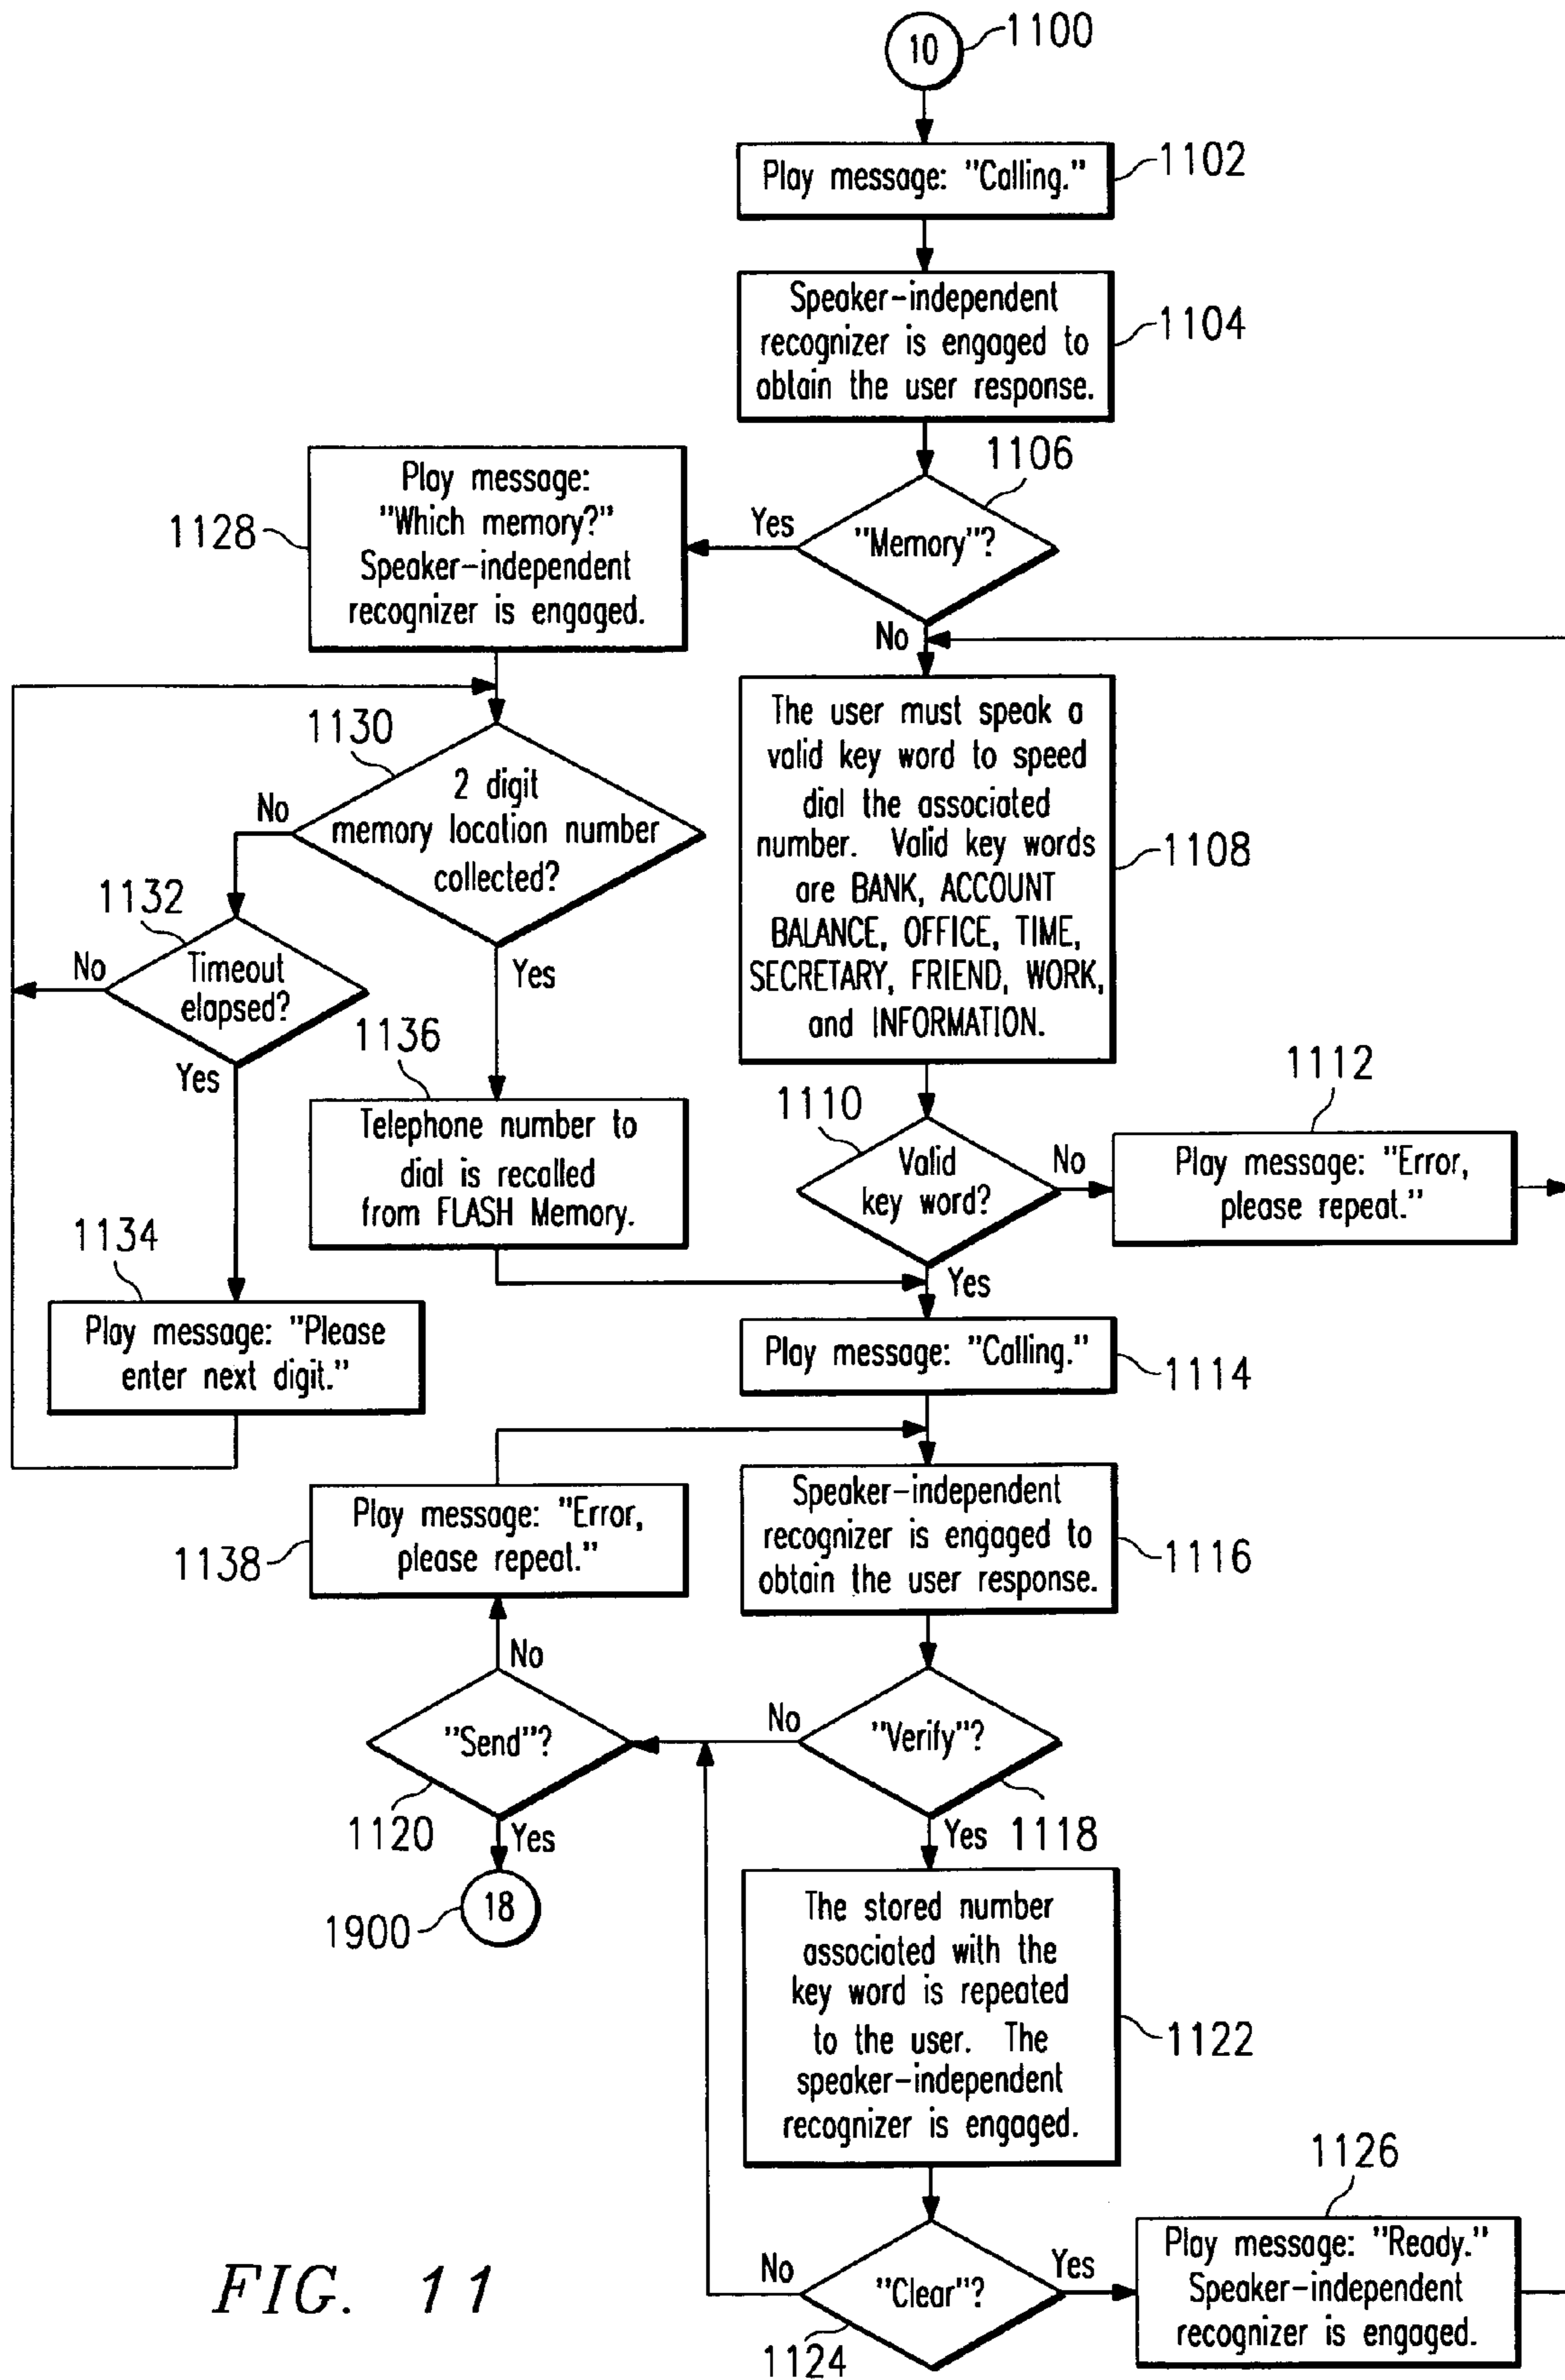 10
1100
Play message: "Calling."
1102
Speaker-independent
recognizer is engaged to
obtain the user response.
1104
1106
"Memory"?
Yes
No
Play message:
"Which memory?"
Speaker-independent
recognizer is engaged.
1128
1130
2 digit
memory location number
collected?
No
Yes
1132
Timeout
elapsed?
No
Yes
1134
Play message: "Please
enter next digit."
1136
Telephone number to
dial is recalled
from FLASH Memory.
The user must speak a
valid key word to speed
dial the associated
number. Valid key words
are BANK, ACCOUNT
BALANCE, OFFICE, TIME,
SECRETARY, FRIEND, WORK,
and INFORMATION.
1108
1110
Valid
key word?
No
Yes
1112
Play message: "Error,
please repeat."
Play message: "Calling."
1114
Speaker-independent
recognizer is engaged to
obtain the user response.
1116
Play message: "Error,
please repeat."
1138
No
"Send"?
1120
Yes
18
1900
No
"Verify"?
Yes
1118
The stored number
associated with the
key word is repeated
to the user. The
speaker-independent
recognizer is engaged.
1122
No
"Clear"?
Yes
1124
1126
Play message: "Ready."
Speaker-independent
recognizer is engaged.
FIG. 11